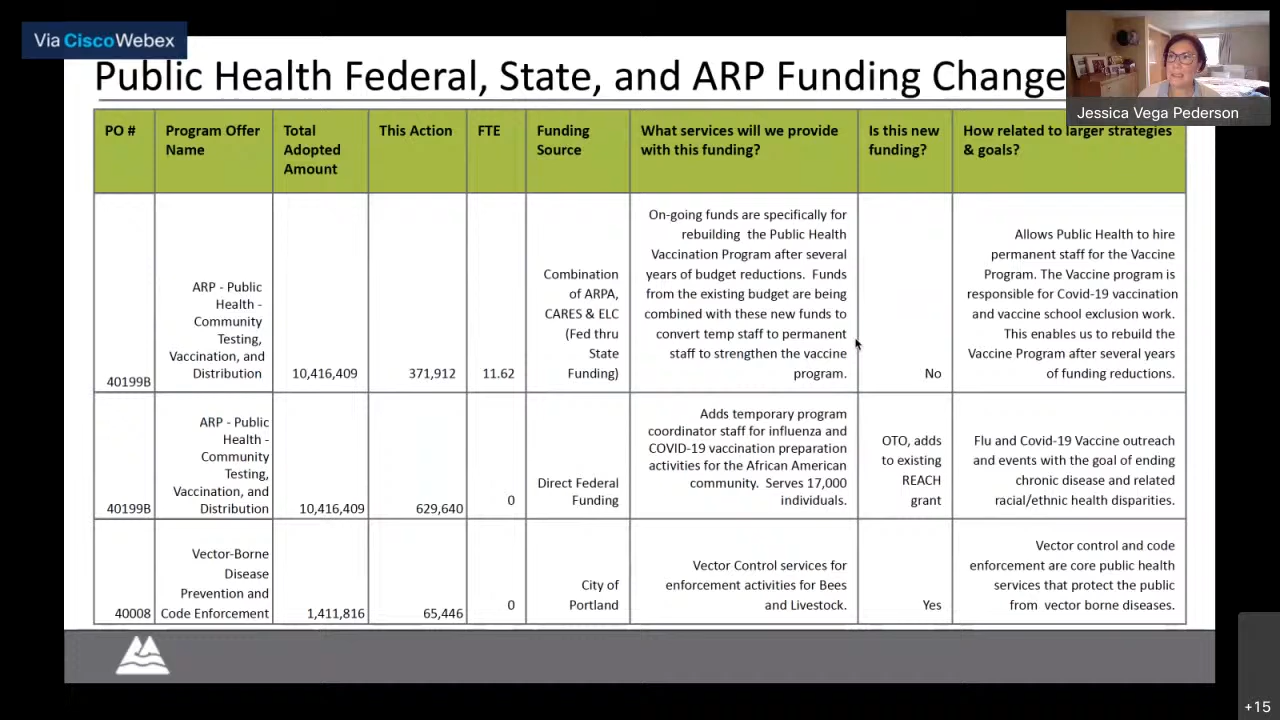 Via CiscoWebex
Public Health Federal, State, and ARP Funding Change
Jessica Vega Pederson
PO #
Program Offer
Name
Total
Adopted
Amount
This Action
FTE
Funding
Source
What services will we provide
with this funding?
Is this new
funding?
How related to larger strategies
& goals?
40199B
ARP - Public
Health -
Community
Testing,
Vaccination, and
Distribution
10,416,409
371,912
11.62
Combination
of ARPA,
CARES & ELC
(Fed thru
State
Funding)
On-going funds are specifically for
rebuilding the Public Health
Vaccination Program after several
years of budget reductions. Funds
from the existing budget are being
combined with these new funds to
convert temp staff to permanent
staff to strengthen the vaccine
program.
No
Allows Public Health to hire
permanent staff for the Vaccine
Program. The Vaccine program is
responsible for Covid-19 vaccination
and vaccine school exclusion work.
This enables us to rebuild the
Vaccine Program after several years
of funding reductions.
40199B
ARP - Public
Health -
Community
Testing,
Vaccination, and
Distribution
10,416,409
629,640
0
Direct Federal
Funding
Adds temporary program
coordinator staff for influenza and
COVID-19 vaccination preparation
activities for the African American
community. Serves 17,000
individuals.
OTO, adds
to existing
REACH
grant
Flu and Covid-19 Vaccine outreach
and events with the goal of ending
chronic disease and related
racial/ethnic health disparities.
40008
Vector-Borne
Disease
Prevention and
Code Enforcement
1,411,816
65,446
0
City of
Portland
Vector Control services for
enforcement activities for Bees
and Livestock.
Yes
Vector control and code
enforcement are core public health
services that protect the public
from vector borne diseases.
+15